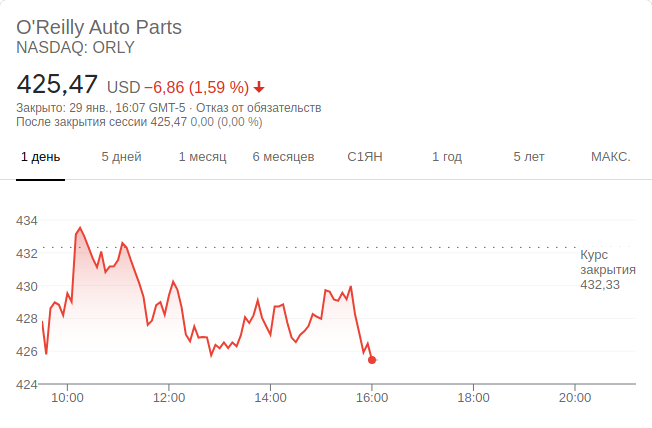 O'Reilly Auto Parts
NASDAQ: ORLY
425,47 USD −6,86 (1,59 %)
Закрыто: 29 янв., 16:07 GMT-5 · Отказ от обязательств
После закрытия сессии 425,47 0,00 (0,00 %)
1 день 5 дней 1 месяц 6 месяцев С1ЯН 1 год 5 лет МАКС.
434
432
430
428
426
424
Курс
закрытия
432,33
10:00 12:00 14:00 16:00 18:00 20:00